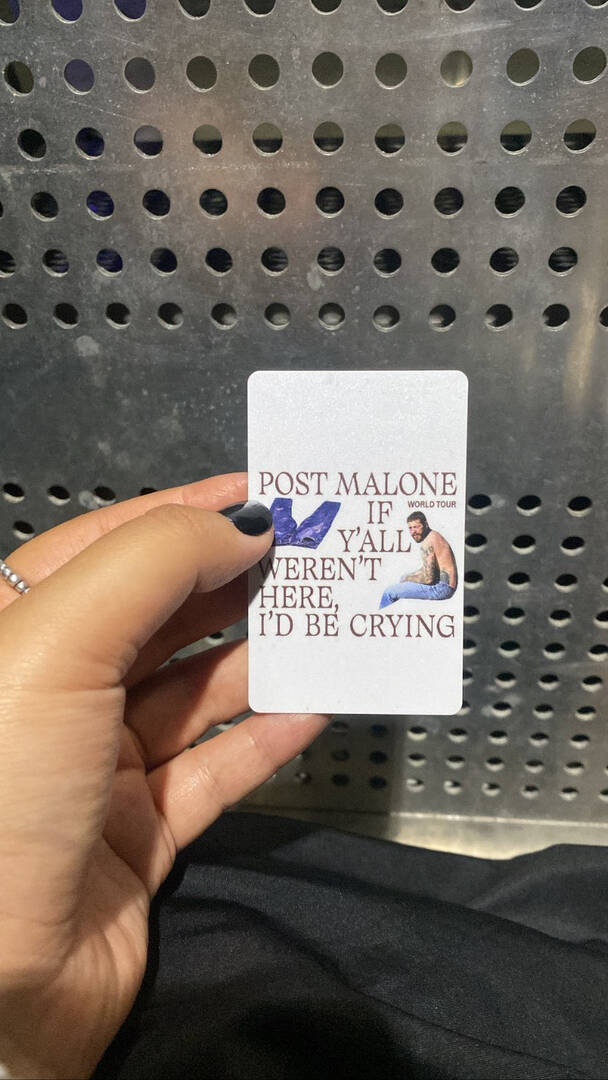 POST MALONE
WORLD TOUR
IF
Y'ALL
WEREN'T
HERE,
I'D BE CRYING